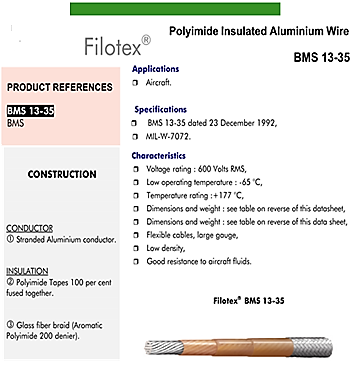 Filotex®
Polyimide Insulated Aluminium Wire
BMS 13-35
PRODUCT REFERENCES
BMS 13-35
BMS
CONSTRUCTION
CONDUCTOR
① Stranded Aluminium conductor.
INSULATION
② Polyimide Tapes 100 per cent
fused together.
③ Glass fiber braid (Aromatic
Polyimide 200 denier).
Applications
❒ Aircraft.
Specifications
❒ BMS 13-35 dated 23 December 1992,
❒ MIL-W-7072.
Characteristics
❒ Voltage rating : 600 Volts RMS,
❒ Low operating temperature : -65 °C,
❒ Temperature rating :+177 °C,
❒ Dimensions and weight : see table on reverse of this datasheet,
❒ Dimensions and weight : see table on reverse of this data sheet,
❒ Flexible cables, large gauge,
❒ Low density,
❒ Good resistance to aircraft fluids.
Filotex® BMS 13-35